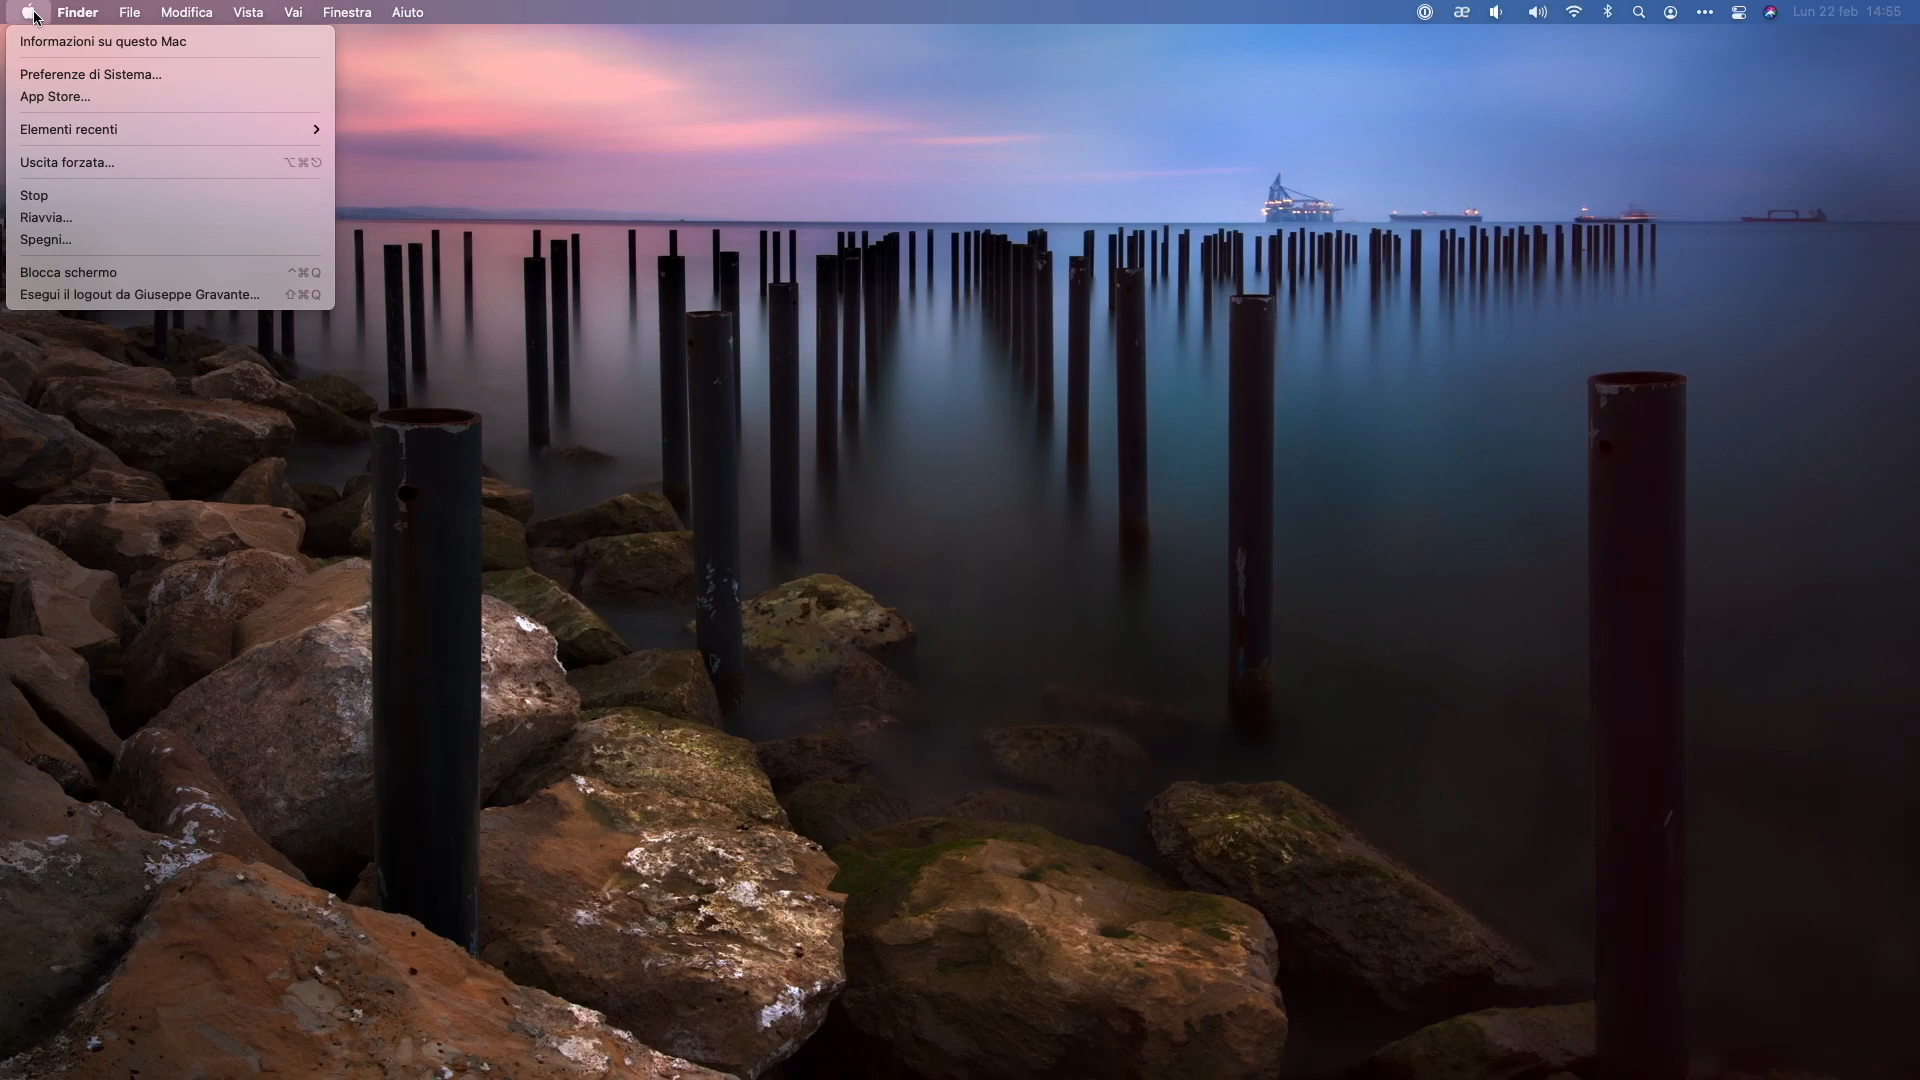 Finder File Modifica Vista Vai Finestra Aiuto Lun 22 feb 14:55
Informazioni su questo Mac
Preferenze di Sistema...
App Store...
Elementi recenti
Uscita forzata... ⌥⌘⎋
Stop
Riavvia...
Spegni...
Blocca schermo ^⌘Q
Esegui il logout da Giuseppe Gravante... ⇧⌘Q